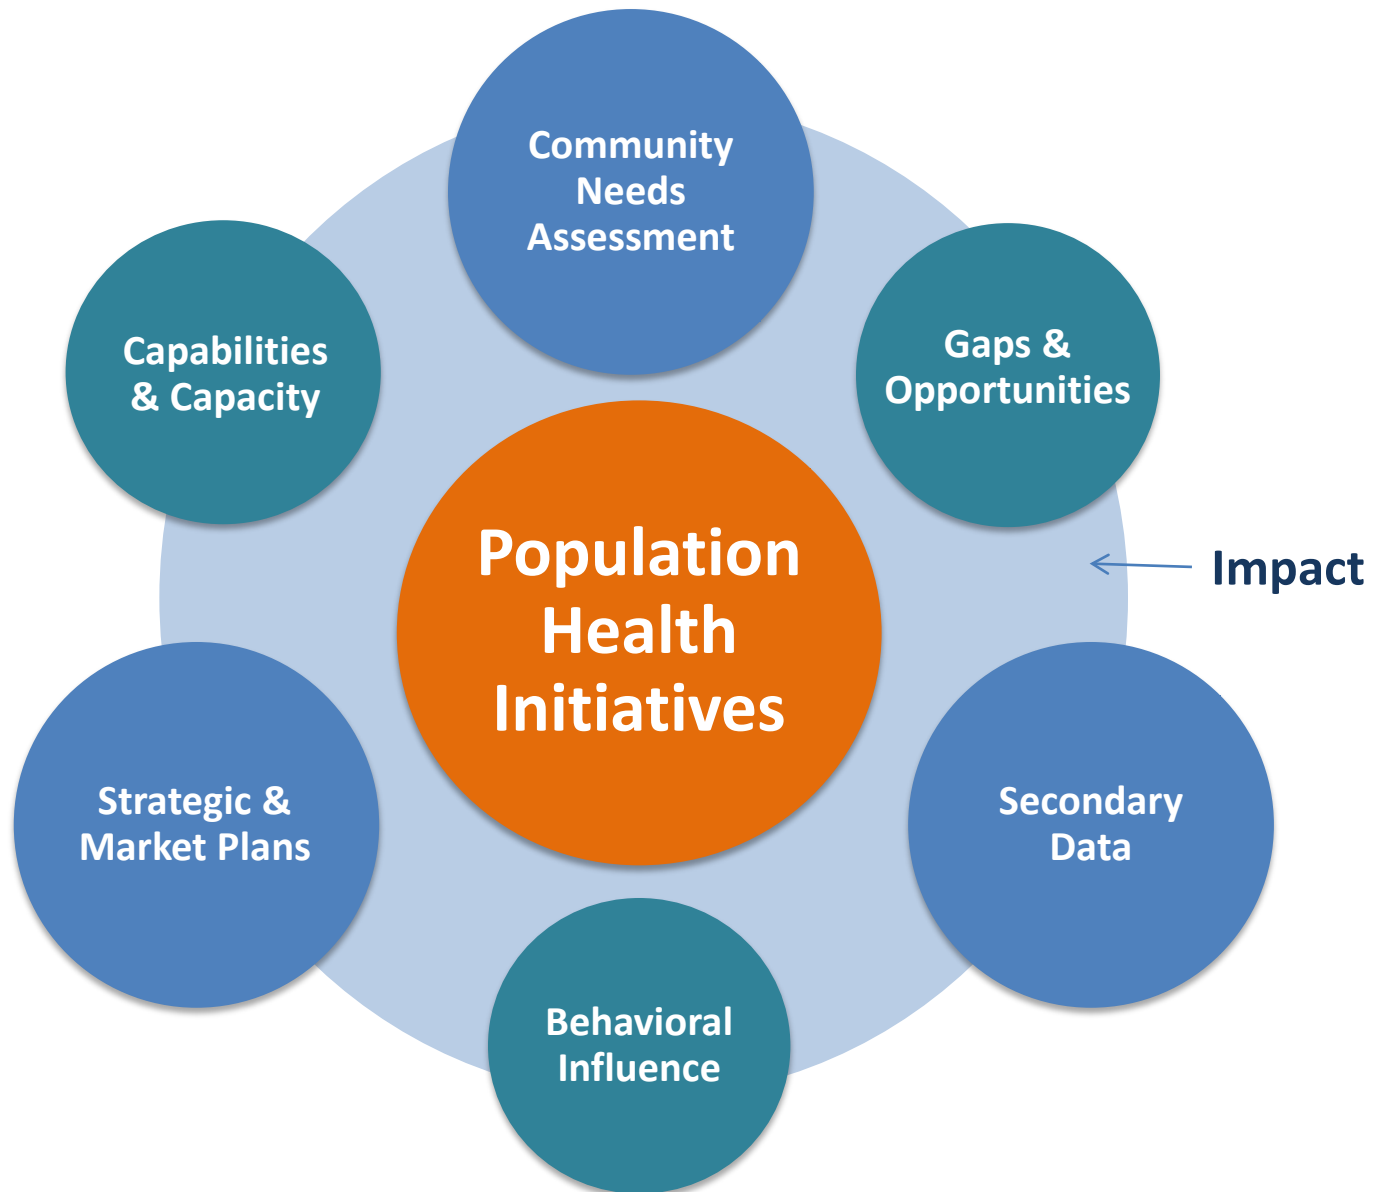 Community
Needs
Assessment
Capabilities
& Capacity
Gaps &
Opportunities
Population
Health
Initiatives
Impact
Strategic &
Market Plans
Secondary
Data
Behavioral
Influence